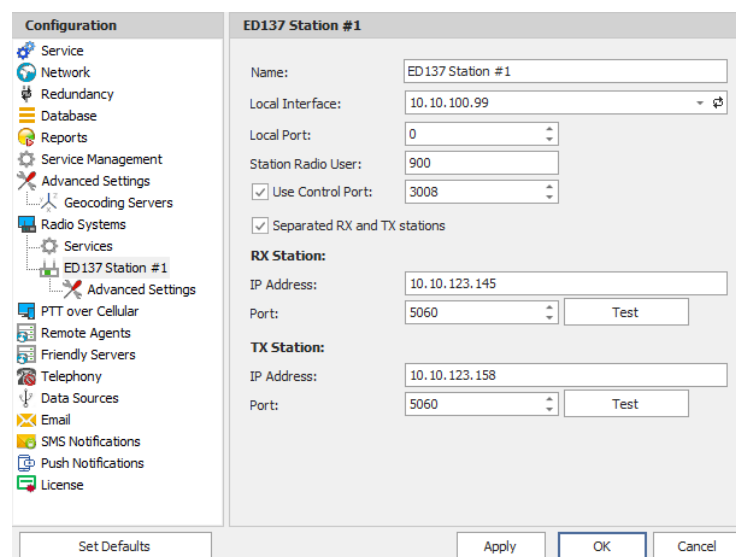 Configuration
Service
Network
Redundancy
Database
Reports
Service Management
Advanced Settings
Geocoding Servers
Radio Systems
Services
ED137 Station #1
Advanced Settings
PTT over Cellular
Remote Agents
Friendly Servers
Telephony
Data Sources
Email
SMS Notifications
Push Notifications
License
Set Defaults
ED137 Station #1
Name: ED137 Station #1
Local Interface: 10.10.100.99
Local Port: 0
Station Radio User: 900
Use Control Port: 3008
Separated RX and TX stations
RX Station:
IP Address: 10.10.123.145
Port: 5060 Test
TX Station:
IP Address: 10.10.123.158
Port: 5060 Test
Apply OK Cancel